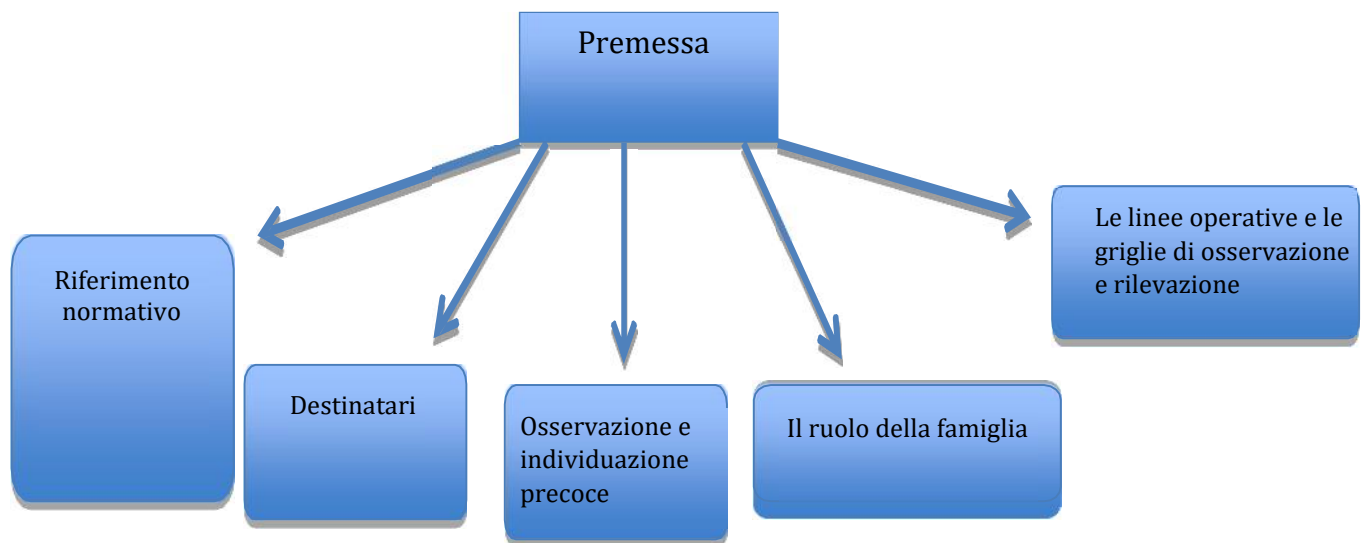 Premessa
Riferimento
normativo
Destinatari
Osservazione e
individuazione
precoce
Il ruolo della famiglia
Le linee operative e le
griglie di osservazione
e rilevazione